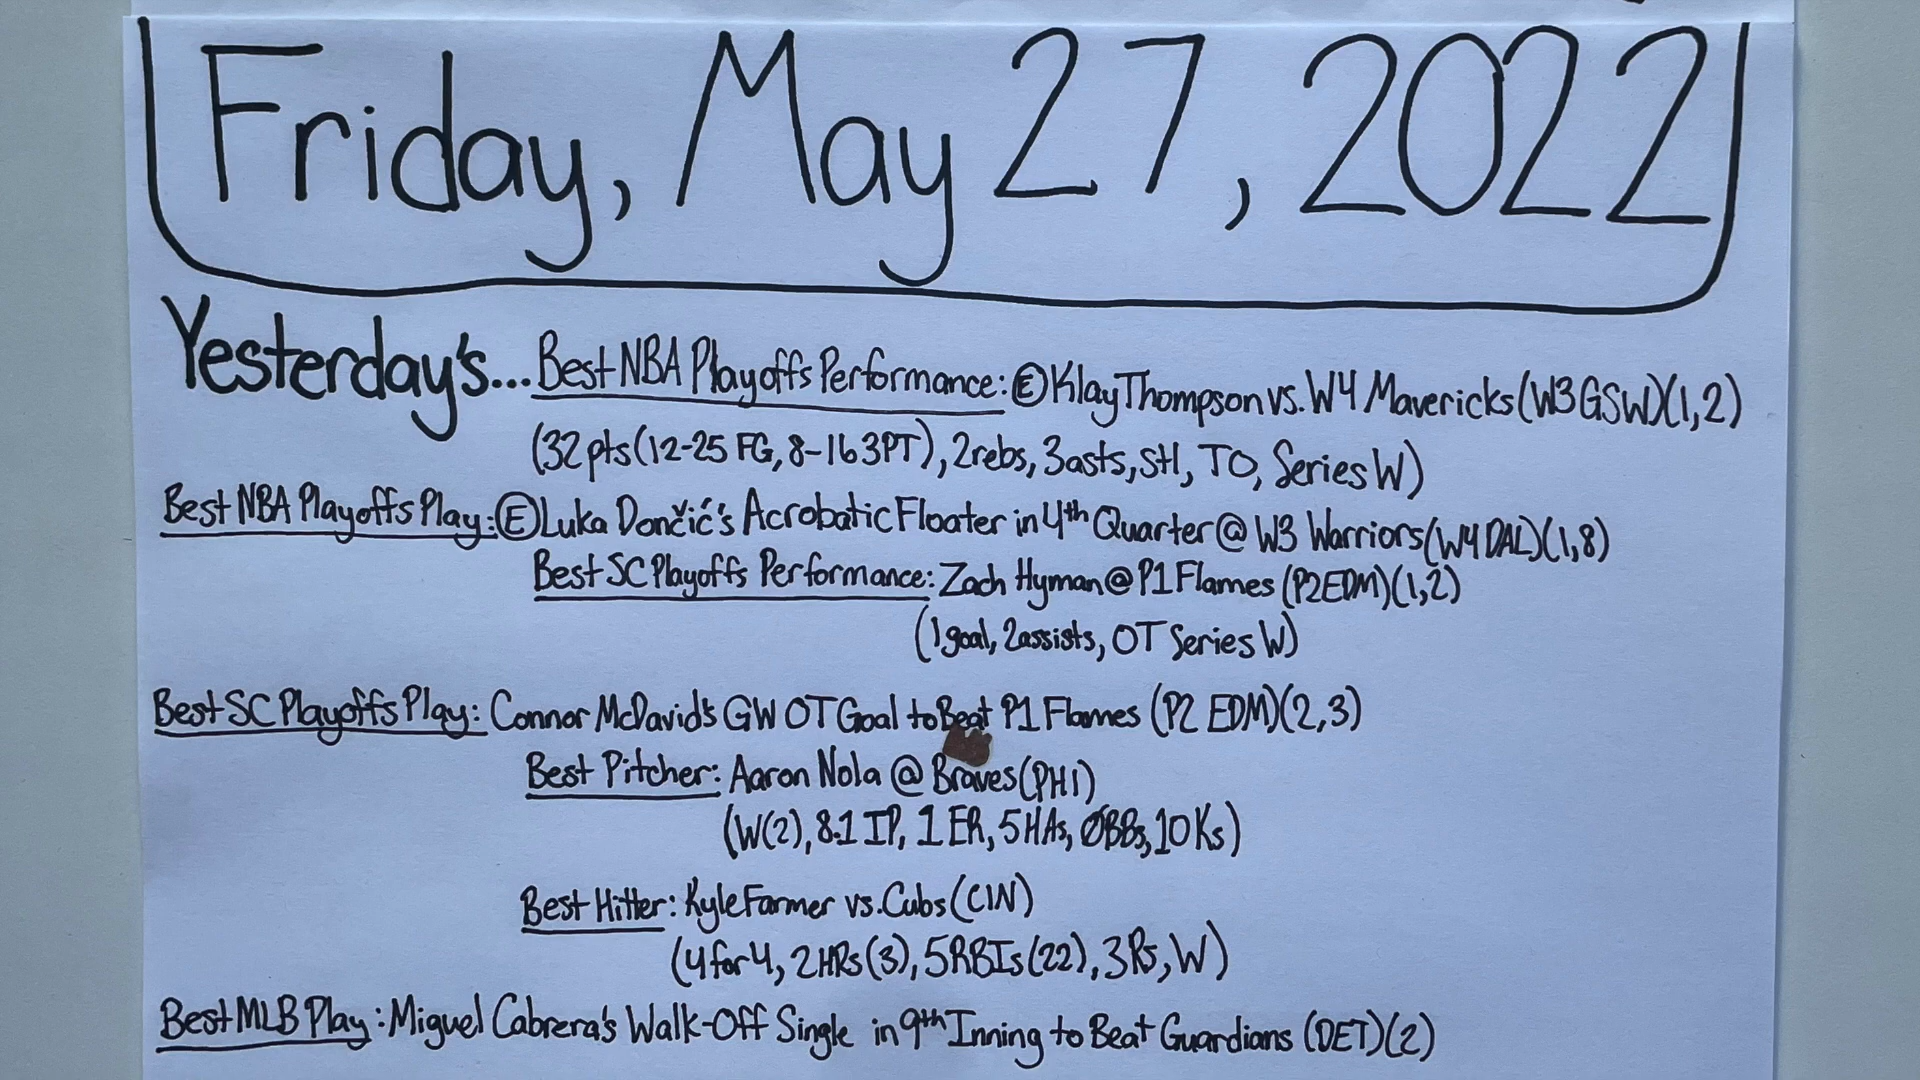 Friday, May 27, 2022
Yesterday's... Best NBA Playoffs Performance: Ⓔ Klay Thompson vs. W4 Mavericks (W3 GSW)(1,2)
(32 pts (12-25 FG, 8-16 3PT), 2 rebs, 3 asts, stl, TO, Series W)
Best NBA Playoffs Play: Ⓔ Luka Dončić's Acrobatic Floater in 4th Quarter @ W3 Warriors (W4 DAL)(1,8)
Best SC Playoffs Performance: Zach Hyman @ P1 Flames (P2 EDM)(1,2)
(1 goal, 2 assists, OT Series W)
Best SC Playoffs Play: Connor McDavid's GW OT Goal to Beat P1 Flames (P2 EDM)(2,3)
Best Pitcher: Aaron Nola @ Braves (PHI)
(W(2), 8.1 IP, 1 ER, 5 HAs, 0 BBs, 10 Ks)
Best Hitter: Kyle Farmer vs. Cubs (CIN)
(4 for 4, 2 HRs (3), 5 RBIs (22), 3 Rs, W)
Best MLB Play: Miguel Cabrera's Walk-Off Single in 9th Inning to Beat Guardians (DET)(2)